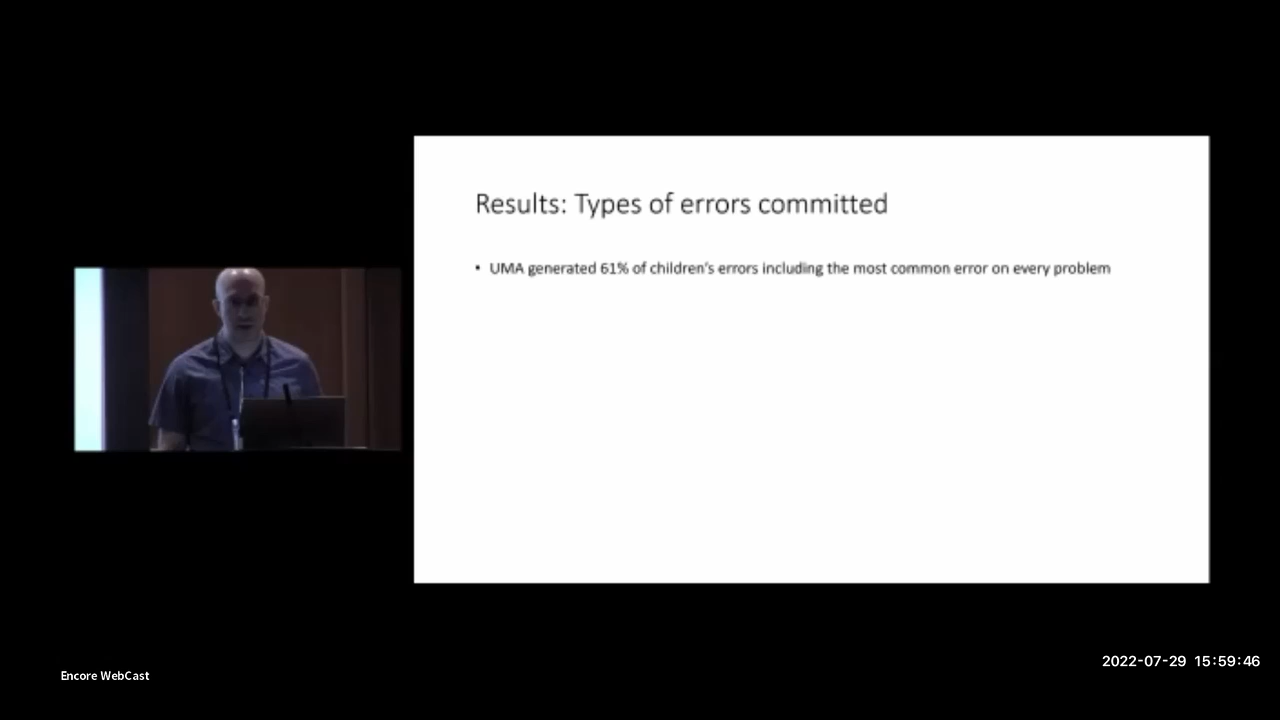 Results: Types of errors committed
• UMA generated 61% of children's errors including the most common error on every problem
2022-07-29 15:59:46
Encore WebCast